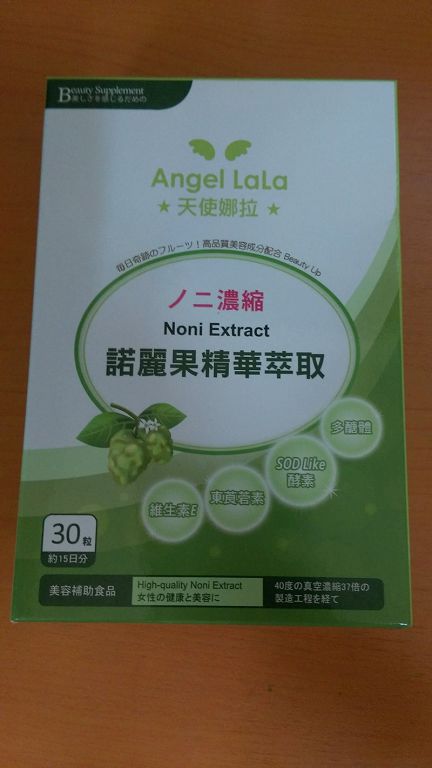 Beauty Supplement
美しさを感じるための
Angel LaLa
★ 天使娜拉 ★
毎日奇跡のフルーツ！高品質美容成分配合 Beauty Up
ノニ濃縮
Noni Extract
諾麗果精華萃取
多醣體
SOD Like
酵素
東莨菪素
維生素E
30粒
約15日分
美容補助食品
High-quality Noni Extract
女性の健康と美容に
40度の真空濃縮37倍の
製造工程を経て